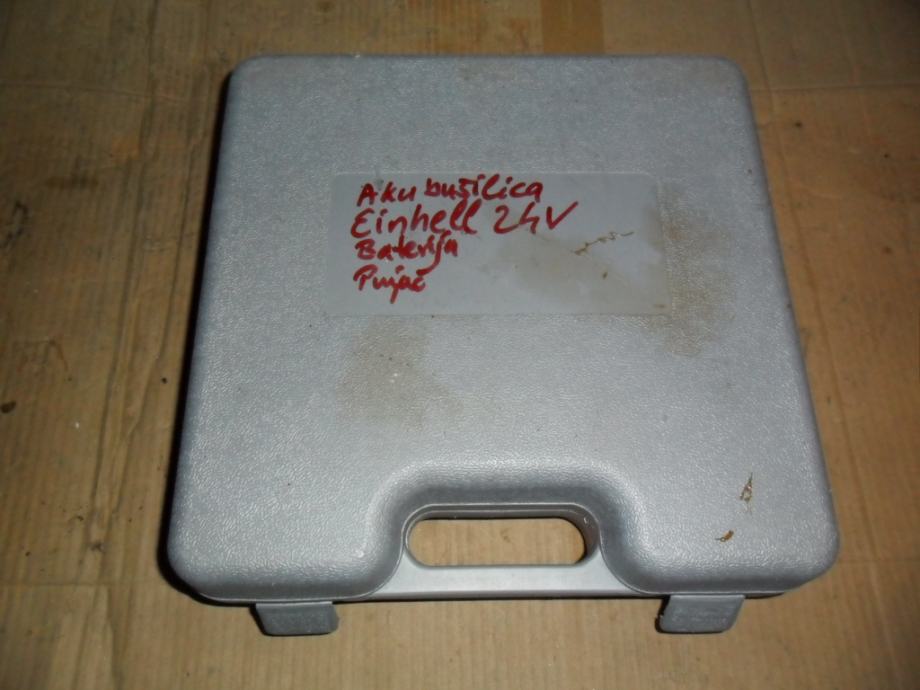 Aku bušilica
Einhell 24V
Baterija
Punjač